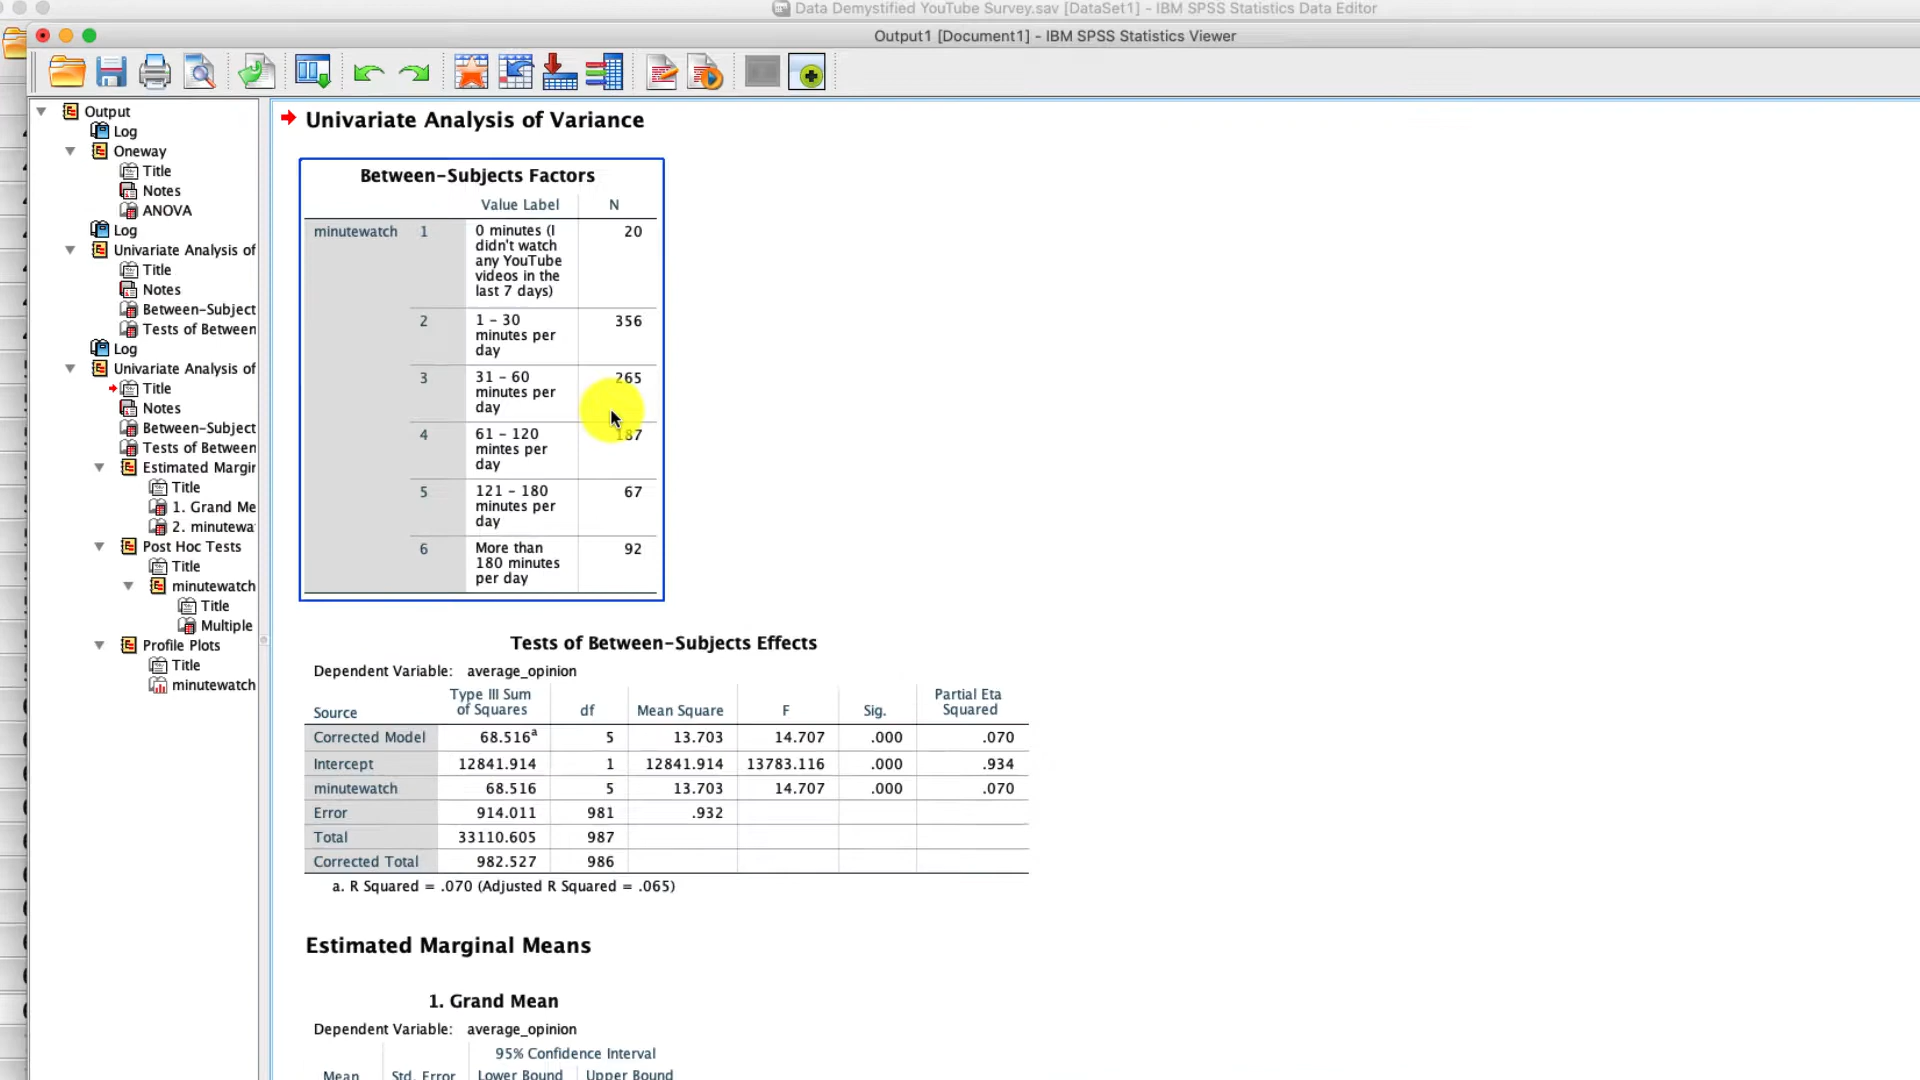 Data Demystified YouTube Survey.sav [DataSet1] - IBM SPSS Statistics Data Editor
Output1 [Document1] - IBM SPSS Statistics Viewer
Output
Log
Oneway
Title
Notes
ANOVA
Log
Univariate Analysis of
Title
Notes
Between-Subject
Tests of Between
Log
Univariate Analysis of
Title
Notes
Between-Subject
Tests of Between
Estimated Margin
Title
1. Grand Me
2. minutewa
Post Hoc Tests
Title
minutewatch
Title
Multiple
Profile Plots
Title
minutewatch
Univariate Analysis of Variance
Between-Subjects Factors
Value Label N
minutewatch 1 0 minutes (I 20
didn't watch
any YouTube
videos in the
last 7 days)
2 1 - 30 356
minutes per
day
3 31 - 60 265
minutes per
day
4 61 - 120 187
mintes per
day
5 121 - 180 67
minutes per
day
6 More than 92
180 minutes
per day
Tests of Between-Subjects Effects
Dependent Variable: average_opinion
Source Type III Sum of Squares df Mean Square F Sig. Partial Eta Squared
Corrected Model 68.516a 5 13.703 14.707 .000 .070
Intercept 12841.914 1 12841.914 13783.116 .000 .934
minutewatch 68.516 5 13.703 14.707 .000 .070
Error 914.011 981 .932
Total 33110.605 987
Corrected Total 982.527 986
a. R Squared = .070 (Adjusted R Squared = .065)
Estimated Marginal Means
1. Grand Mean
Dependent Variable: average_opinion
95% Confidence Interval
Mean Std. Error Lower Bound Upper Bound